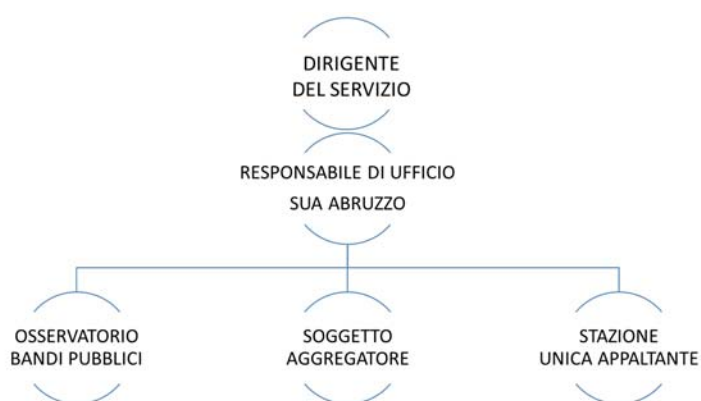 DIRIGENTE
DEL SERVIZIO
RESPONSABILE DI UFFICIO
SUA ABRUZZO
OSSERVATORIO
BANDI PUBBLICI
SOGGETTO
AGGREGATORE
STAZIONE
UNICA APPALTANTE